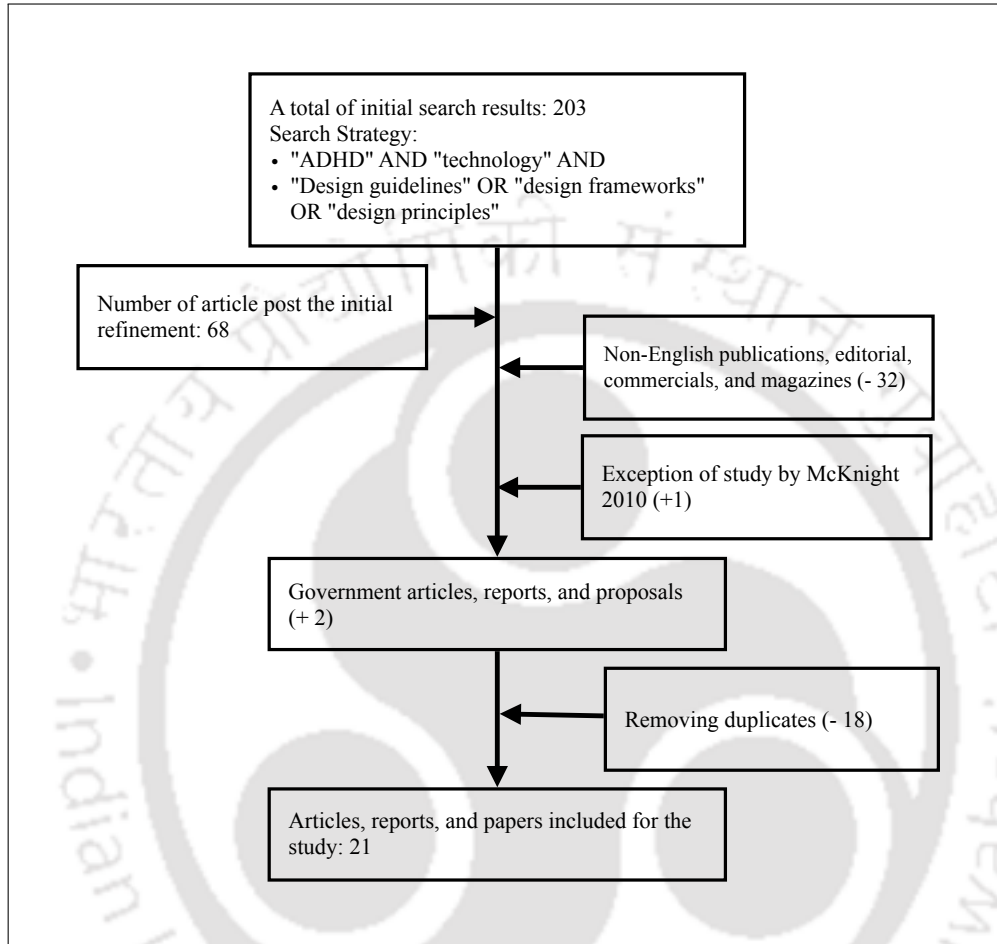 A total of initial search results: 203
Search Strategy:
• "ADHD" AND "technology" AND
• "Design guidelines" OR "design frameworks"
OR "design principles"
Number of article post the initial
refinement: 68
Non-English publications, editorial,
commercials, and magazines (- 32)
Exception of study by McKnight
2010 (+1)
Government articles, reports, and proposals
(+ 2)
Removing duplicates (- 18)
Articles, reports, and papers included for the
study: 21
Indian